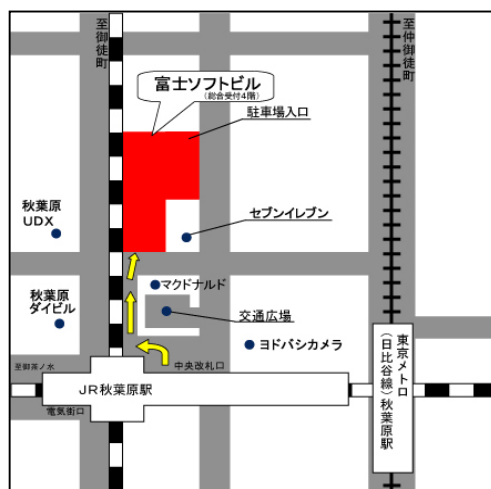 至御徒町
至仲御徒町
富士ソフトビル
(総合受付4階)
駐車場入口
秋葉原
UDX
セブンイレブン
マクドナルド
秋葉原
ダイビル
交通広場
ヨドバシカメラ
至御茶ノ水
中央改札口
JR秋葉原駅
電気街口
東京メトロ
(日比谷線)秋葉原駅